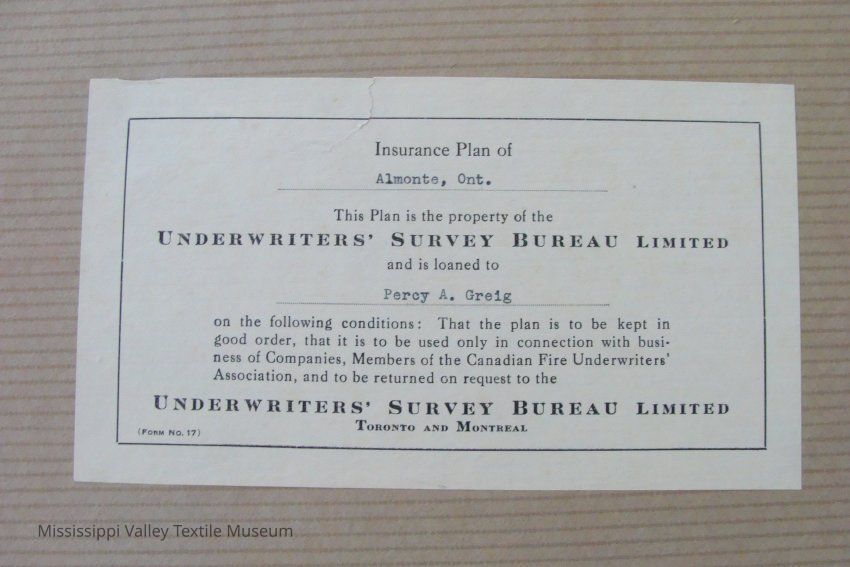 Insurance Plan of
Almonte, Ont.
This Plan is the property of the
UNDERWRITERS' SURVEY BUREAU LIMITED
and is loaned to
Percy A. Greig
on the following conditions: That the plan is to be kept in
good order, that it is to be used only in connection with busi-
ness of Companies, Members of the Canadian Fire Underwriters'
Association, and to be returned on request to the
UNDERWRITERS' SURVEY BUREAU LIMITED
TORONTO AND MONTREAL
(FORM NO. 17)
Mississippi Valley Textile Museum